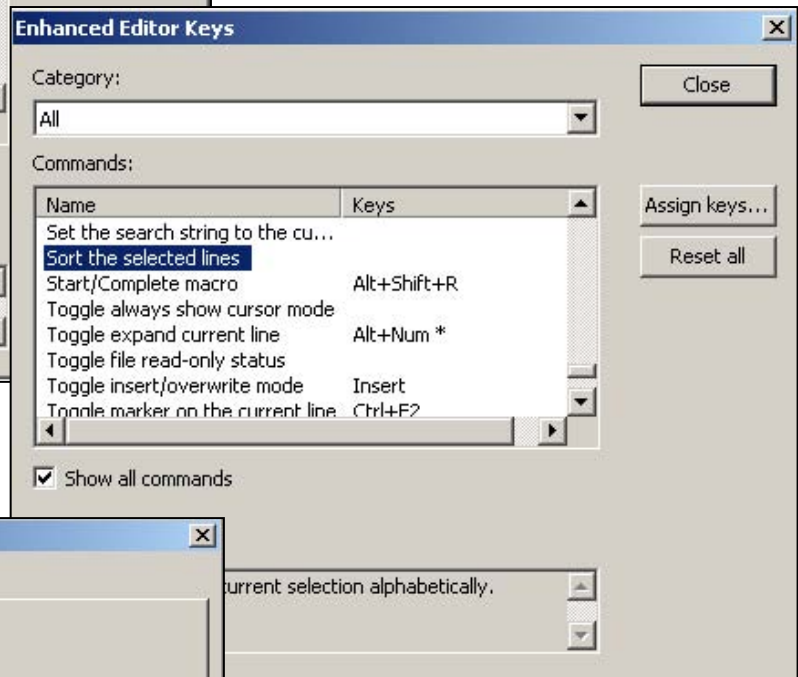 Enhanced Editor Keys
Category:
Close
All
Commands:
Name Keys
Assign keys...
Set the search string to the cu...
Sort the selected lines
Reset all
Start/Complete macro Alt+Shift+R
Toggle always show cursor mode
Toggle expand current line Alt+Num *
Toggle file read-only status
Toggle insert/overwrite mode Insert
Toggle marker on the current line Ctrl+F2
Show all commands
current selection alphabetically.